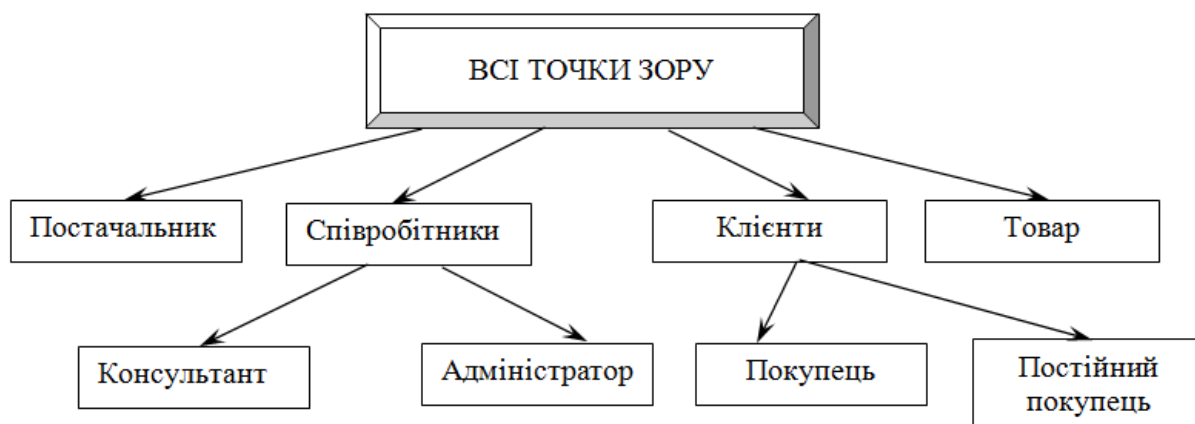 ВСІ ТОЧКИ ЗОРУ
Постачальник
Співробітники
Клієнти
Товар
Консультант
Адміністратор
Покупець
Постійний
покупець